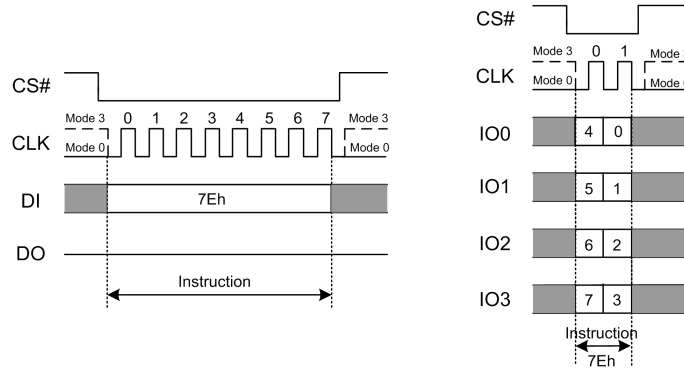 CS#
Mode 3 0 1 2 3 4 5 6 7 Mode 3
CLK
Mode 0 Mode 0
DI 7Eh
DO
Instruction
CS#
Mode 3 0 1 Mode 3
CLK
Mode 0 Mode
IO0 4 0
IO1 5 1
IO2 6 2
IO3 7 3
Instruction
7Eh